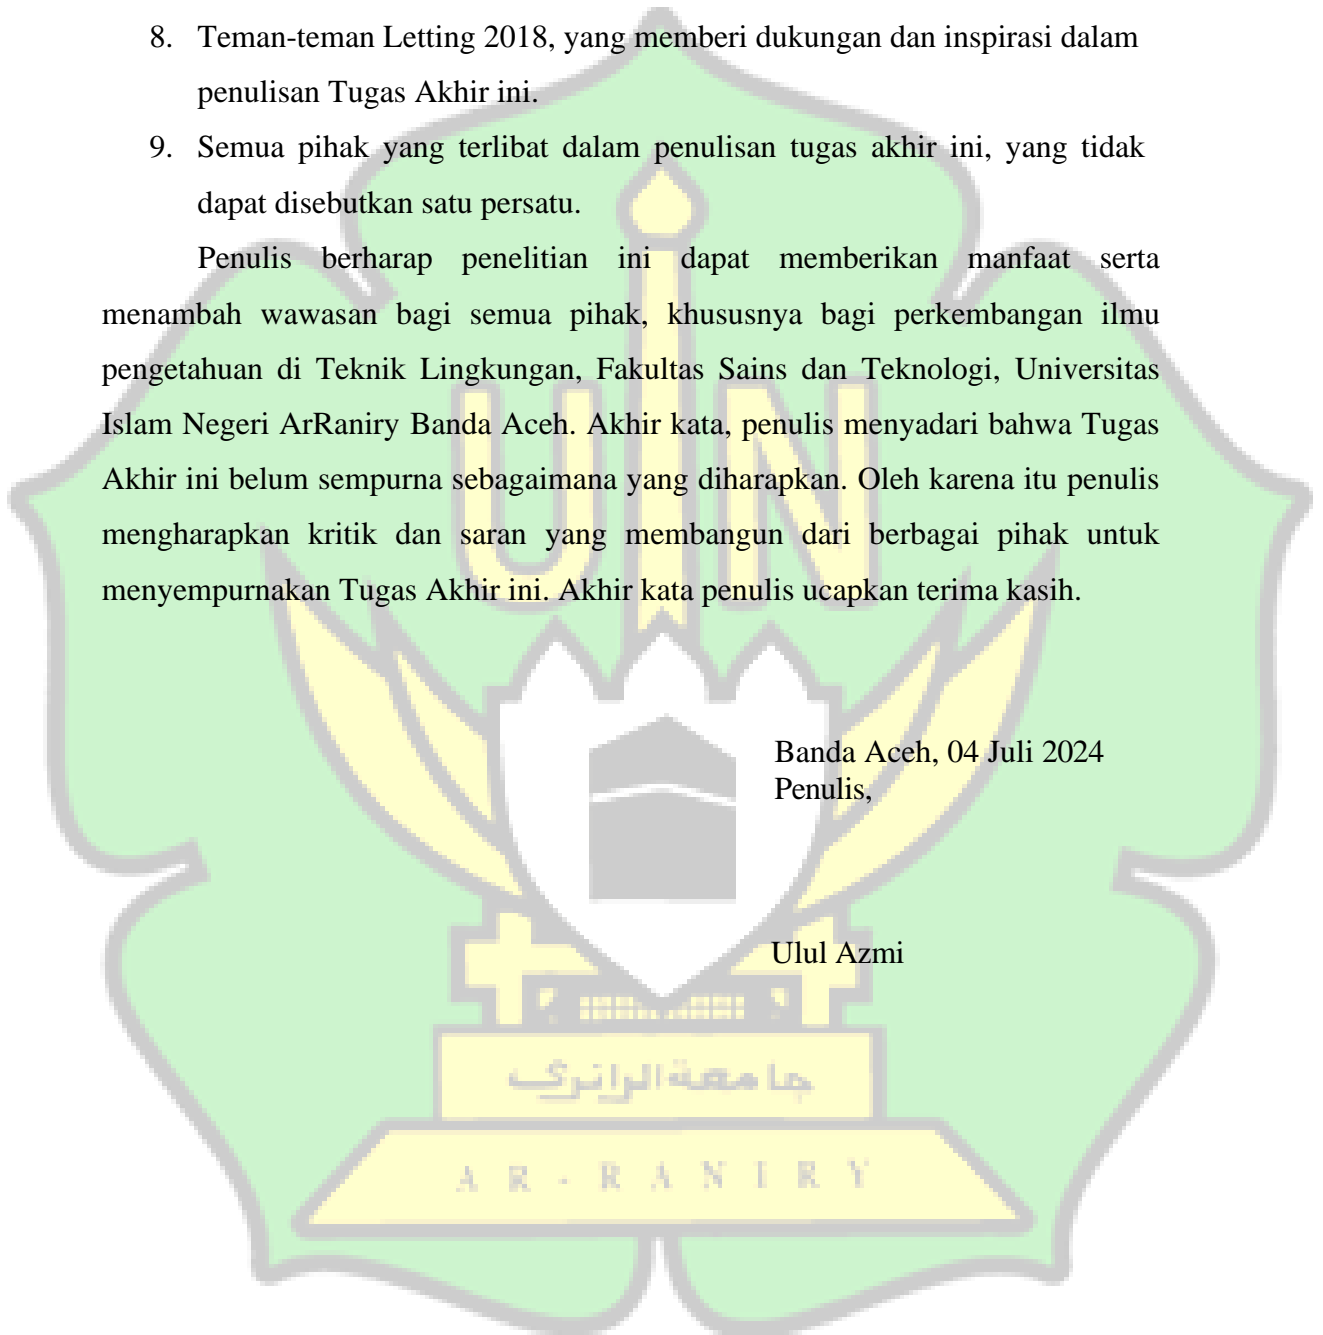 8. Teman-teman Letting 2018, yang memberi dukungan dan inspirasi dalam
penulisan Tugas Akhir ini.
9. Semua pihak yang terlibat dalam penulisan tugas akhir ini, yang tidak
dapat disebutkan satu persatu.
Penulis berharap penelitian ini dapat memberikan manfaat serta
menambah wawasan bagi semua pihak, khususnya bagi perkembangan ilmu
pengetahuan di Teknik Lingkungan, Fakultas Sains dan Teknologi, Universitas
Islam Negeri ArRaniry Banda Aceh. Akhir kata, penulis menyadari bahwa Tugas
Akhir ini belum sempurna sebagaimana yang diharapkan. Oleh karena itu penulis
mengharapkan kritik dan saran yang membangun dari berbagai pihak untuk
menyempurnakan Tugas Akhir ini. Akhir kata penulis ucapkan terima kasih.
Banda Aceh, 04 Juli 2024
Penulis,
Ulul Azmi
UIN
جامعة الرانري
AR-RANIRY